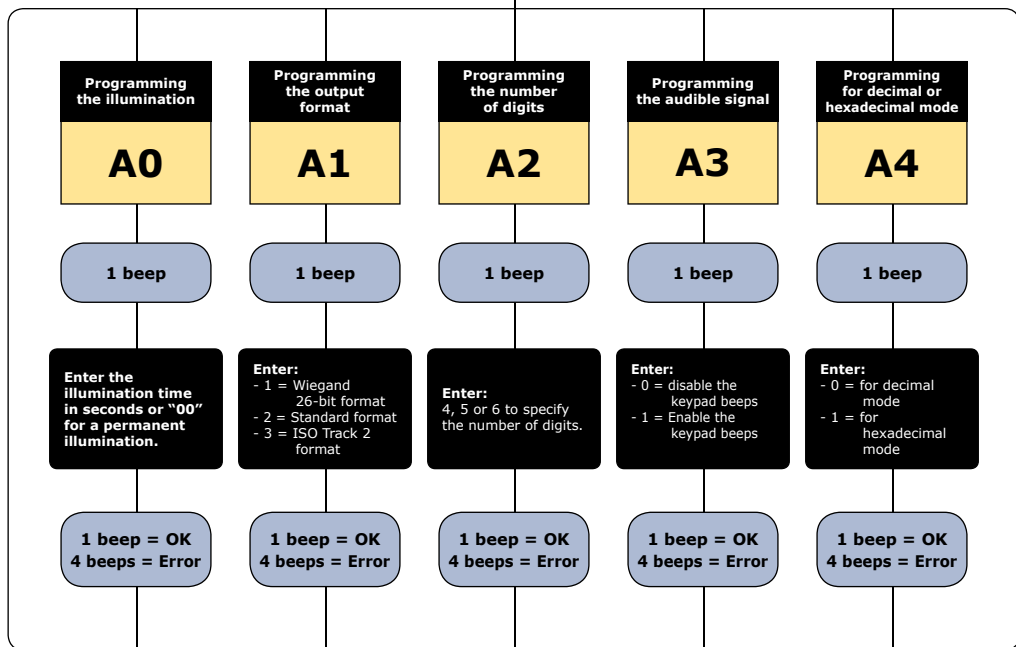 Programming
the illumination
A0
1 beep
Enter the
illumination time
in seconds or “00”
for a permanent
illumination.
1 beep = OK
4 beeps = Error
Programming
the output
format
A1
1 beep
Enter:
- 1 = Wiegand
26-bit format
- 2 = Standard format
- 3 = ISO Track 2
format
1 beep = OK
4 beeps = Error
Programming
the number
of digits
A2
1 beep
Enter:
4, 5 or 6 to specify
the number of digits.
1 beep = OK
4 beeps = Error
Programming
the audible signal
A3
1 beep
Enter:
- 0 = disable the
keypad beeps
- 1 = Enable the
keypad beeps
1 beep = OK
4 beeps = Error
Programming
for decimal or
hexadecimal mode
A4
1 beep
Enter:
- 0 = for decimal
mode
- 1 = for
hexadecimal
mode
1 beep = OK
4 beeps = Error